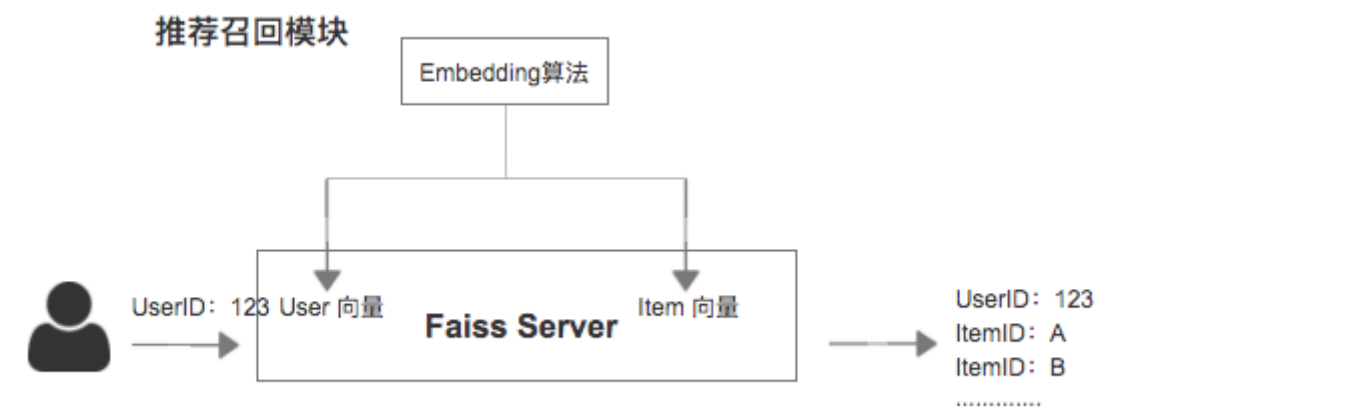 推荐召回模块
Embedding算法
UserID：123
User 向量
Item 向量
Faiss Server
UserID：123
ItemID：A
ItemID：B
.............